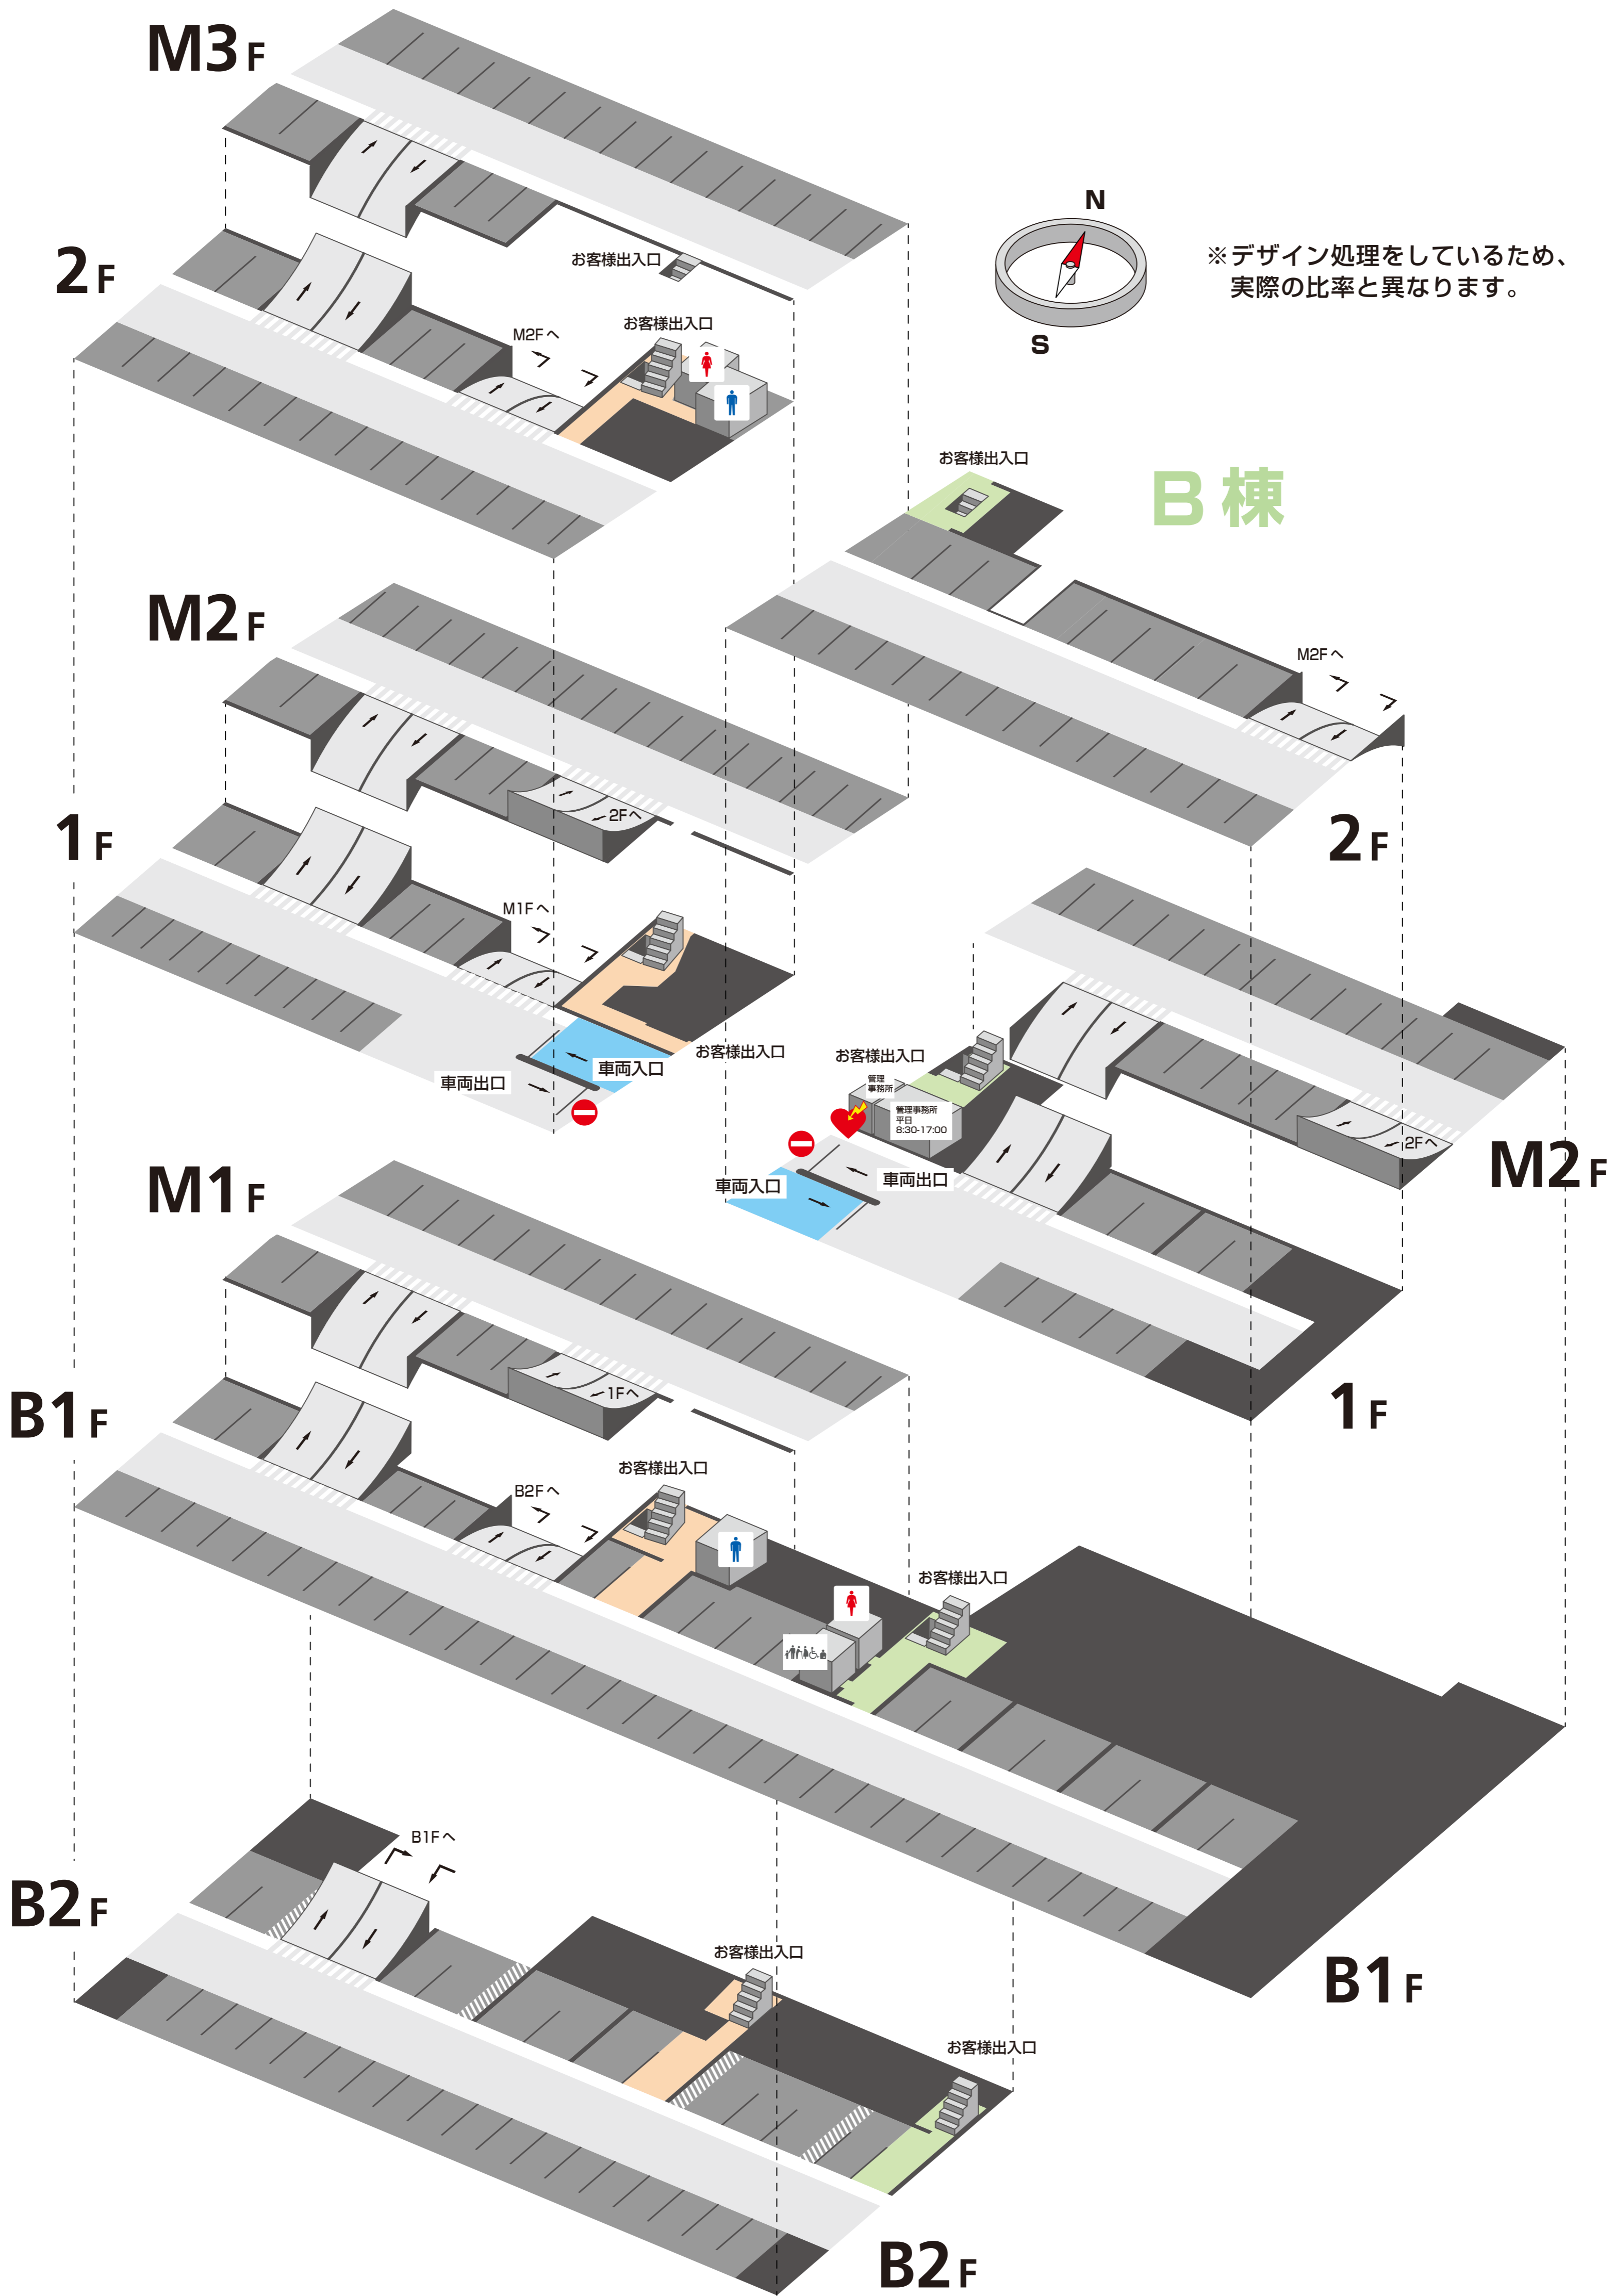 M3F
N
S
※デザイン処理をしているため、
実際の比率と異なります。
2F
お客様出入口
お客様出入口
M2Fへ
お客様出入口
B棟
M2F
M2Fへ
2Fへ
1F
2F
M1Fへ
お客様出入口
車両入口
車両出口
お客様出入口
管理
事務所
管理事務所
平日
8:30-17:00
車両出口
車両入口
2Fへ
M2F
M1F
1Fへ
1F
B1F
お客様出入口
B2Fへ
お客様出入口
B1Fへ
B2F
お客様出入口
B1F
お客様出入口
B2F